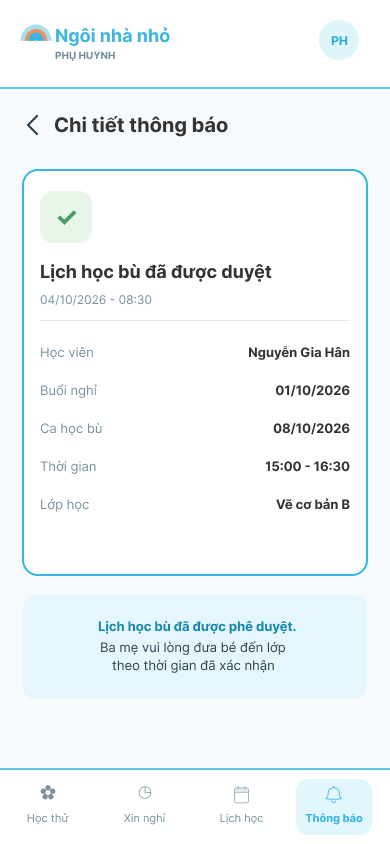 Ngôi nhà nhỏ
PHỤ HUYNH
PH
Chi tiết thông báo
Lịch học bù đã được duyệt
04/10/2026 - 08:30
Học viên Nguyễn Gia Hân
Buổi nghỉ 01/10/2026
Ca học bù 08/10/2026
Thời gian 15:00 - 16:30
Lớp học Vẽ cơ bản B
Lịch học bù đã được phê duyệt.
Ba mẹ vui lòng đưa bé đến lớp
theo thời gian đã xác nhận
Học thử Xin nghỉ Lịch học Thông báo